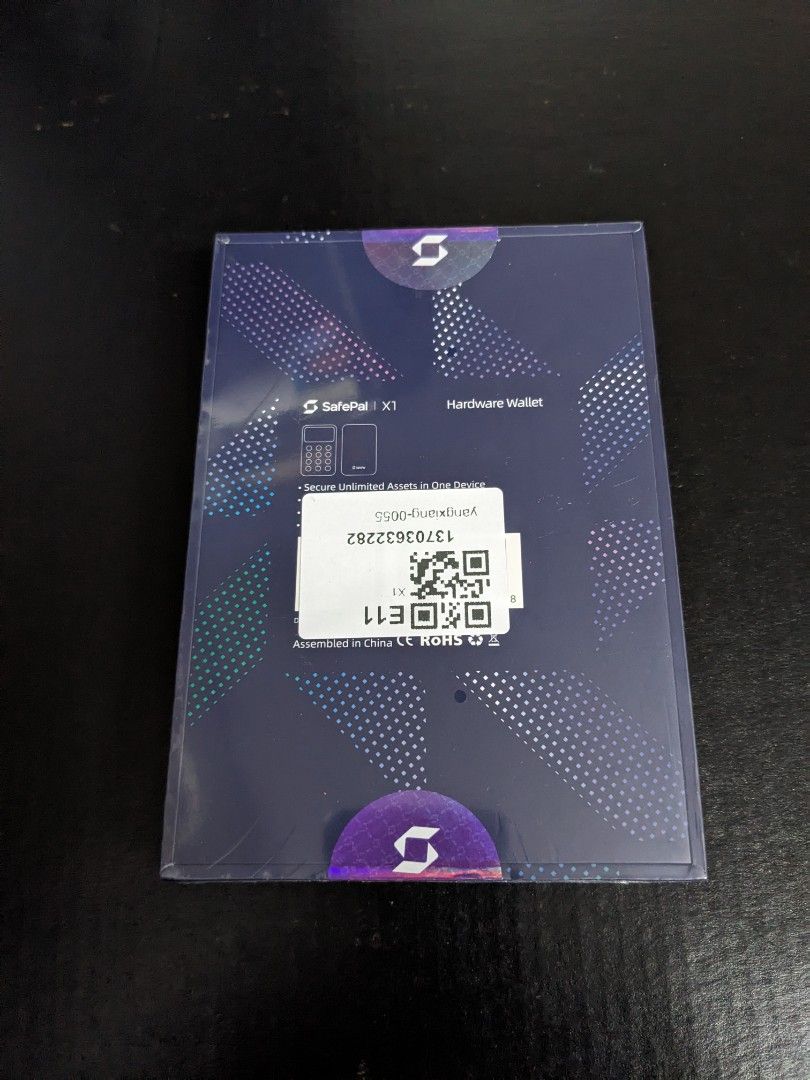 SafePal | X1
Hardware Wallet
• Secure Unlimited Assets in One Device
yangxiang-0055
13703632282
X1
E11
8
D
Assembled in China CE RoHS